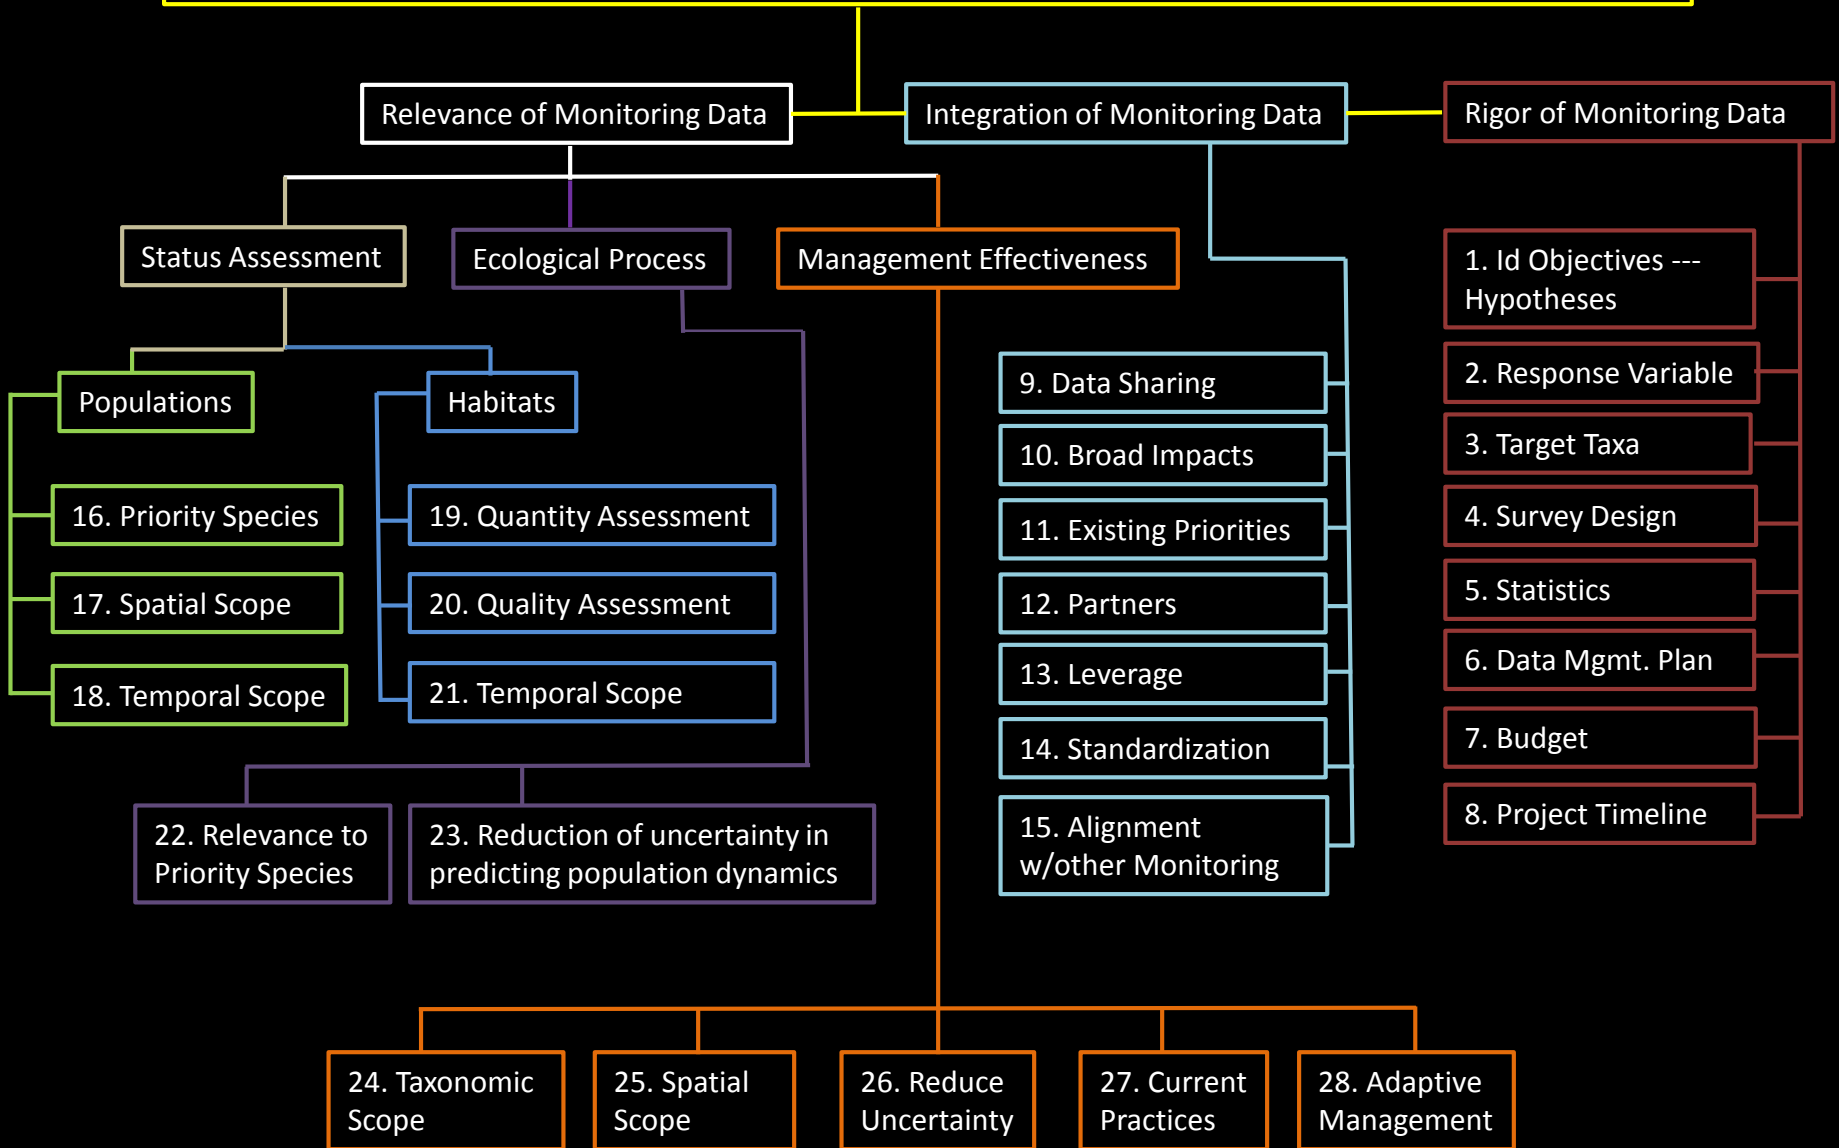 Relevance of Monitoring Data
Integration of Monitoring Data
Rigor of Monitoring Data
Status Assessment
Ecological Process
Management Effectiveness
1. Id Objectives ---
Hypotheses
2. Response Variable
3. Target Taxa
4. Survey Design
5. Statistics
6. Data Mgmt. Plan
7. Budget
8. Project Timeline
9. Data Sharing
10. Broad Impacts
11. Existing Priorities
12. Partners
13. Leverage
14. Standardization
15. Alignment
w/other Monitoring
Populations
Habitats
16. Priority Species
17. Spatial Scope
18. Temporal Scope
19. Quantity Assessment
20. Quality Assessment
21. Temporal Scope
22. Relevance to
Priority Species
23. Reduction of uncertainty in
predicting population dynamics
24. Taxonomic
Scope
25. Spatial
Scope
26. Reduce
Uncertainty
27. Current
Practices
28. Adaptive
Management